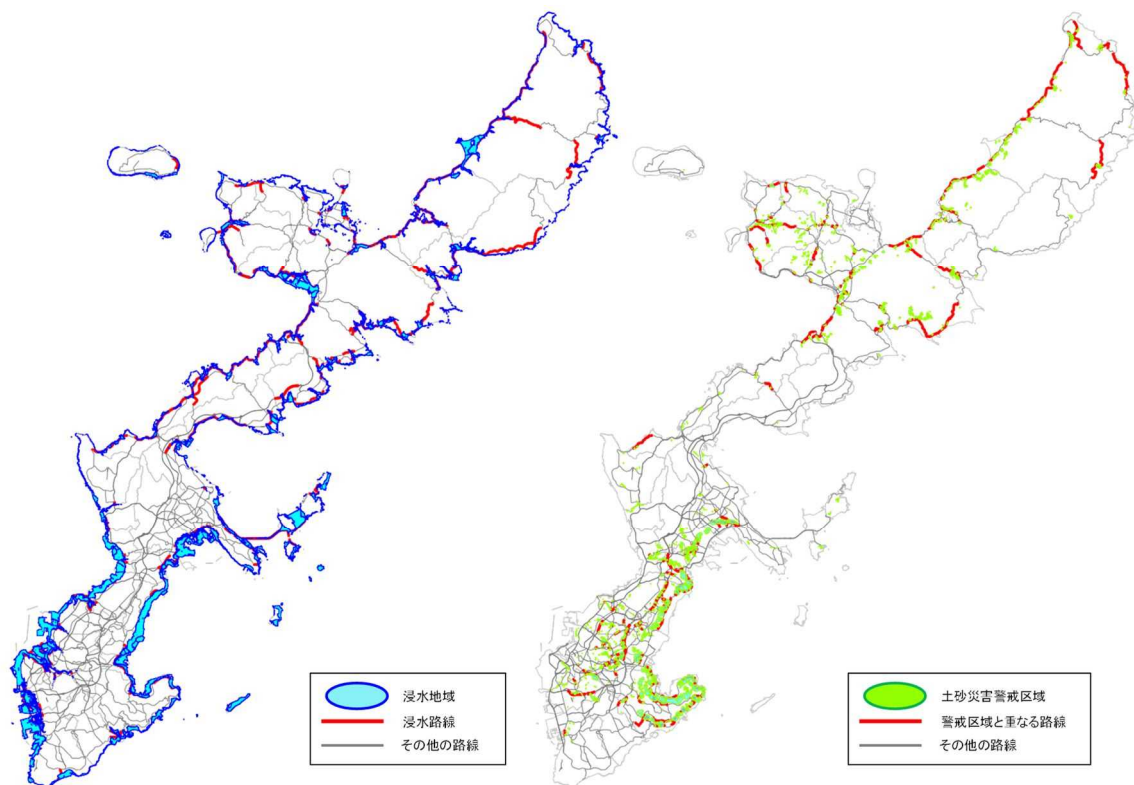 浸水地域
浸水路線
その他の路線
土砂災害警戒区域
警戒区域と重なる路線
その他の路線